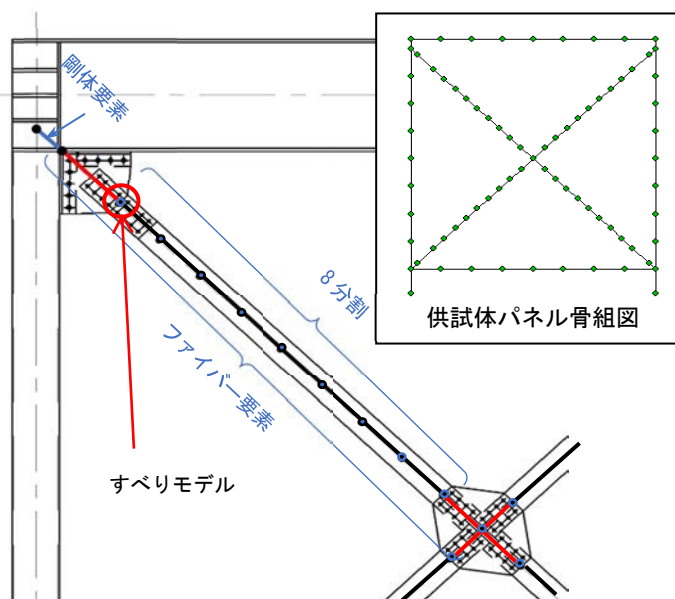 剛体要素
8分割
ファイバー要素
すべりモデル
供試体パネル骨組図